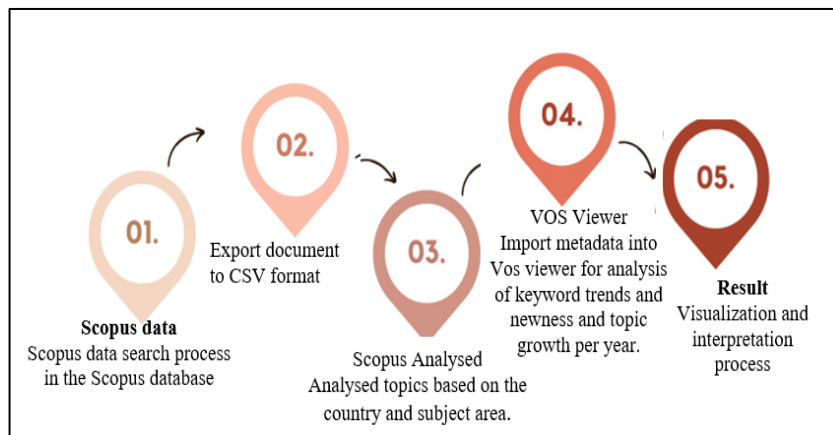 01.
Scopus data
Scopus data search process
in the Scopus database
02.
Export document
to CSV format
03.
Scopus Analysed
Analysed topics based on the
country and subject area.
04.
VOS Viewer
Import metadata into
Vos viewer for analysis
of keyword trends and
newness and topic
growth per year.
05.
Result
Visualization and
interpretation
process